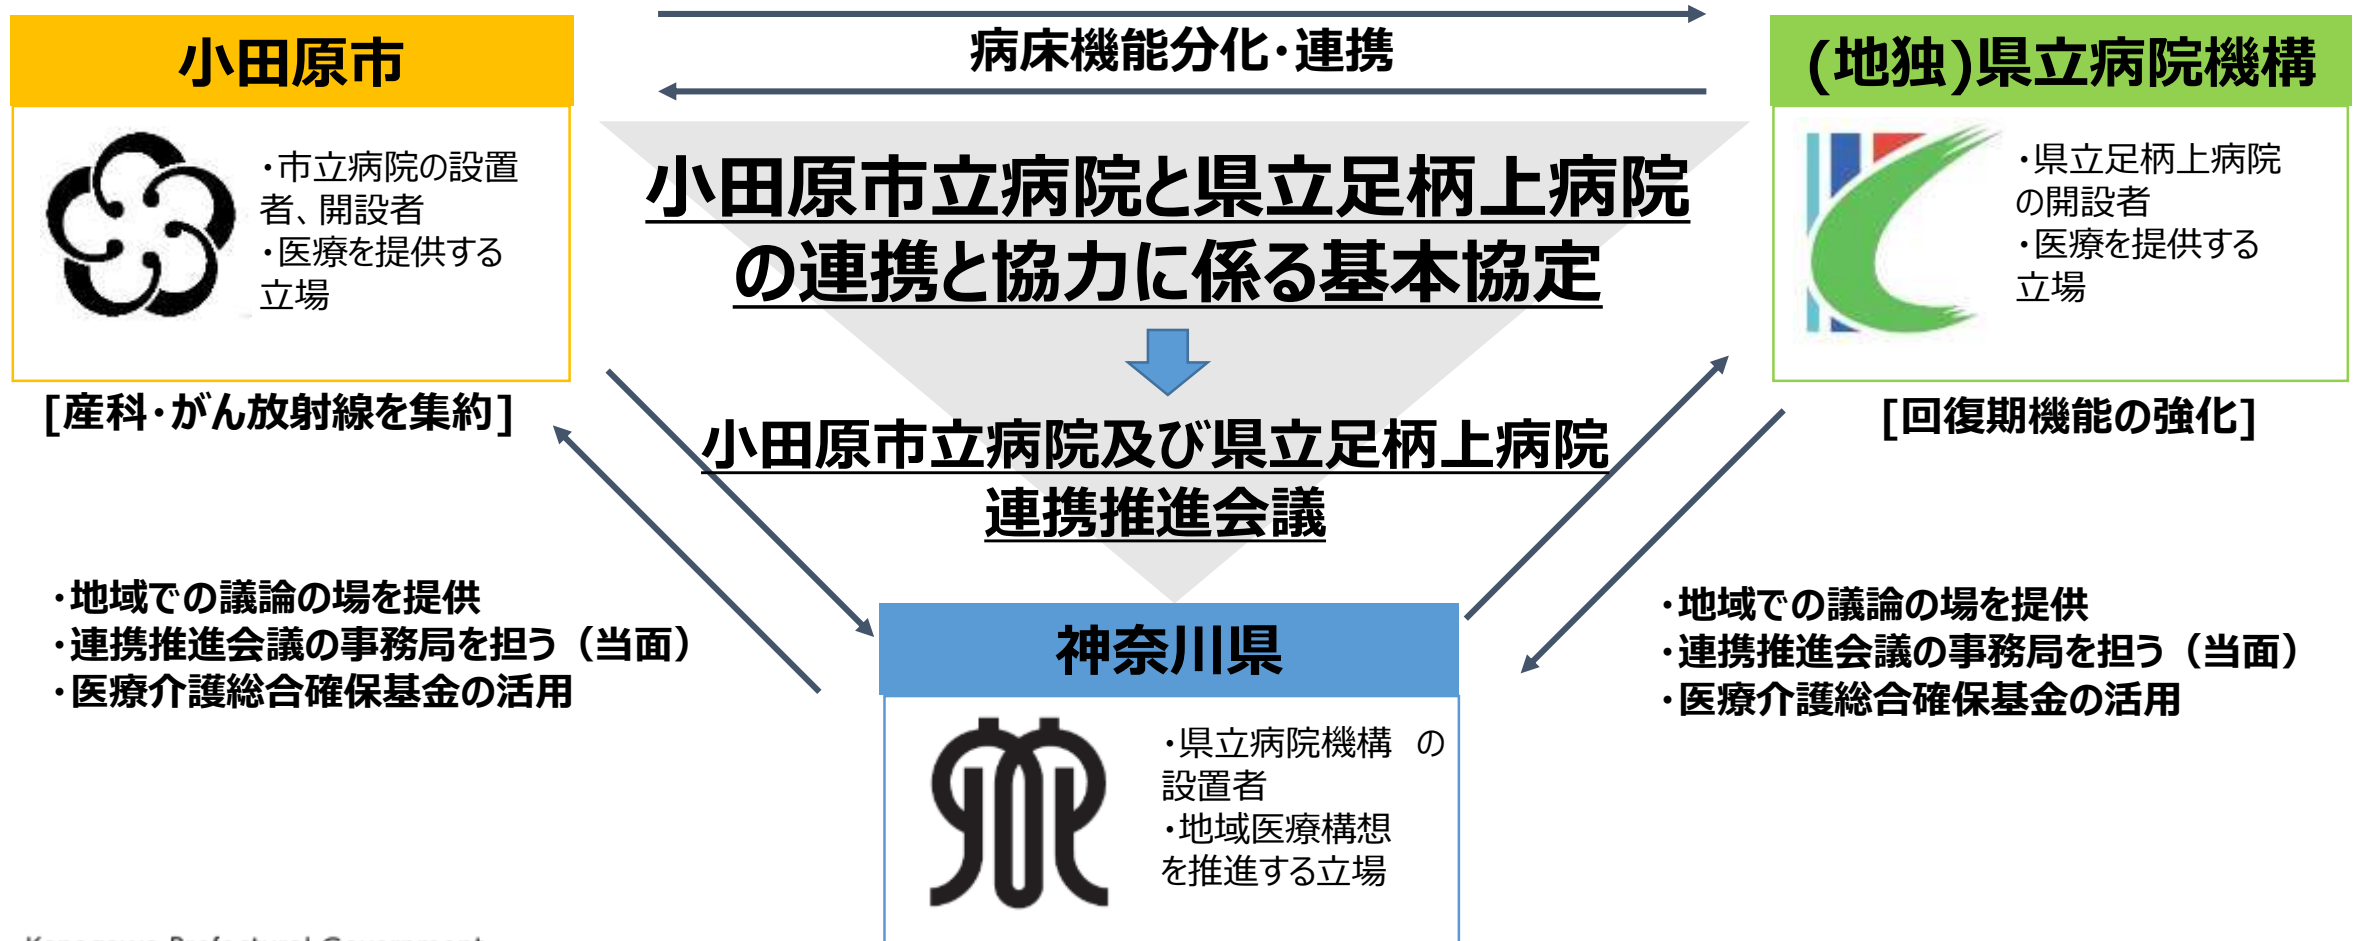 小田原市
・市立病院の設置
者、開設者
・医療を提供する
立場
[産科・がん放射線を集約]
病床機能分化・連携
(地独)県立病院機構
・県立足柄上病院
の開設者
・医療を提供する
立場
[回復期機能の強化]
小田原市立病院と県立足柄上病院
の連携と協力に係る基本協定
小田原市立病院及び県立足柄上病院
連携推進会議
・地域での議論の場を提供
・連携推進会議の事務局を担う（当面）
・医療介護総合確保基金の活用
・地域での議論の場を提供
・連携推進会議の事務局を担う（当面）
・医療介護総合確保基金の活用
神奈川県
・県立病院機構　の
設置者
・地域医療構想
を推進する立場
Kanagawa Prefectural Government